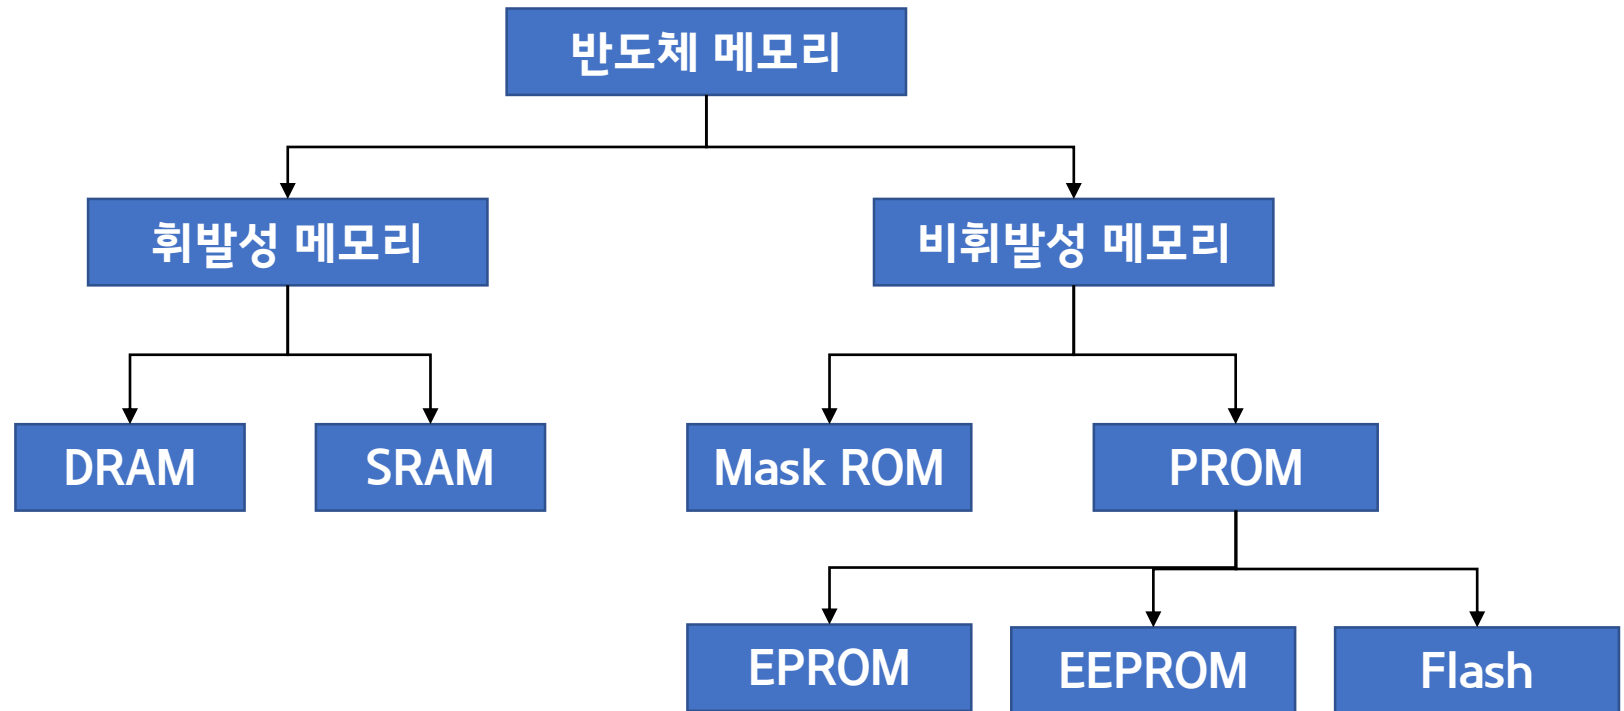 반도체 메모리
휘발성 메모리
비휘발성 메모리
DRAM
SRAM
Mask ROM
PROM
EPROM
EEPROM
Flash